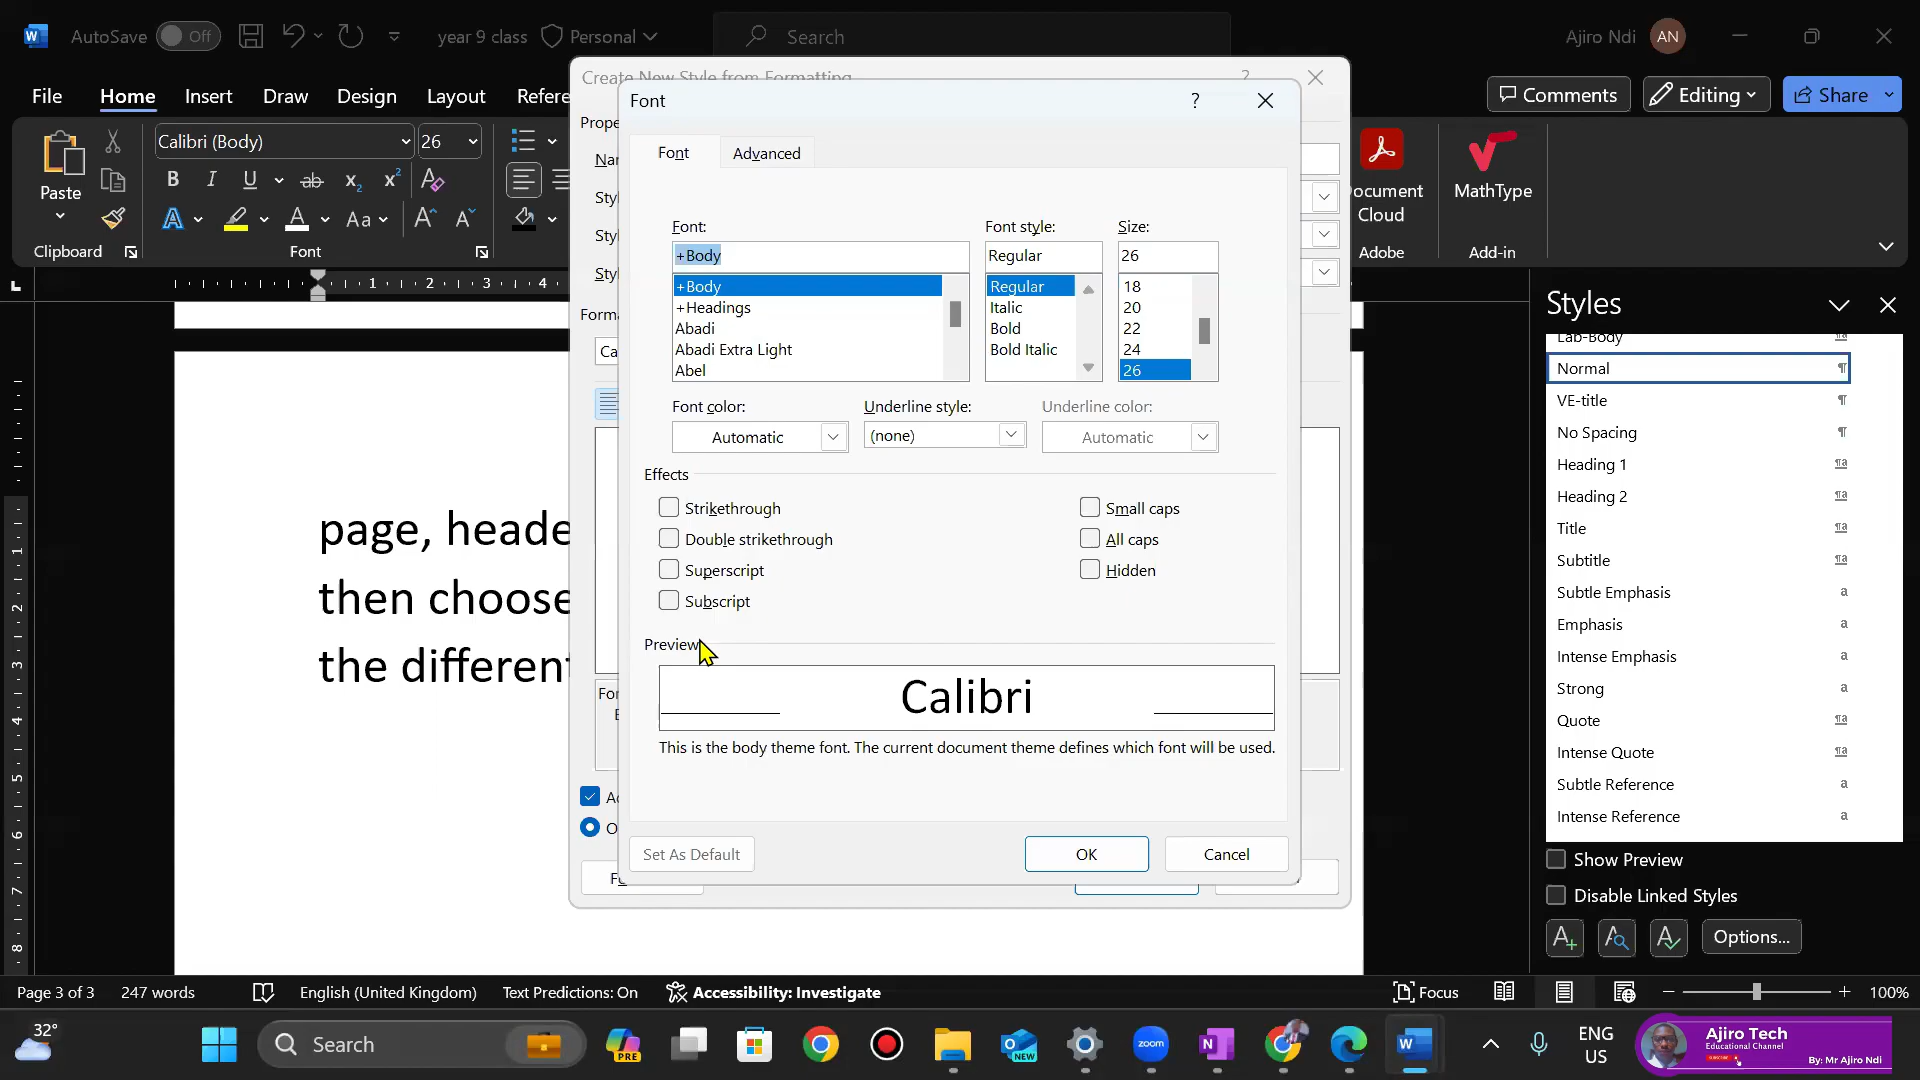 AutoSave Off year 9 class Personal Search Ajiro Ndi AN
File Home Insert Draw Design Layout Refere Comments Editing Share
Create New Style from Formatting ?
Font ?
Font Advanced
Calibri (Body) 26
Paste
Clipboard Font
Document Cloud
Adobe
MathType
Add-in
Font: Font style: Size:
+Body Regular 26
+Body Regular 18
+Headings Italic 20
Abadi Bold 22
Abadi Extra Light Bold Italic 24
Abel 26
Font color: Underline style: Underline color:
Automatic (none) Automatic
Effects
Strikethrough Small caps
Double strikethrough All caps
Superscript Hidden
Subscript
Preview
Calibri
This is the body theme font. The current document theme defines which font will be used.
Set As Default OK Cancel
page, heade
then choose
the different
Styles
Lab-Body
Normal
VE-title
No Spacing
Heading 1
Heading 2
Title
Subtitle
Subtle Emphasis
Emphasis
Intense Emphasis
Strong
Quote
Intense Quote
Subtle Reference
Intense Reference
Show Preview
Disable Linked Styles
Options...
Page 3 of 3 247 words English (United Kingdom) Text Predictions: On Accessibility: Investigate Focus 100%
32° Search PRE NEW zoom ENG US
Ajiro Tech
Educational Channel
By: Mr Ajiro Ndi